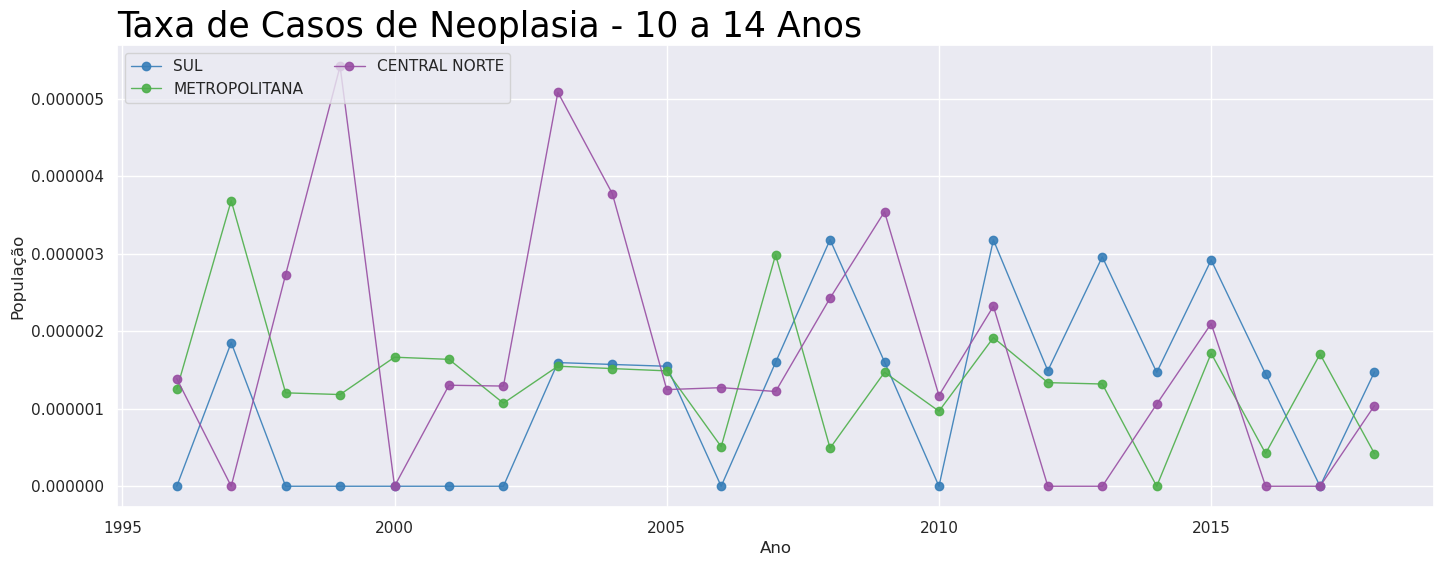 Taxa de Casos de Neoplasia - 10 a 14 Anos
SUL
METROPOLITANA
CENTRAL NORTE
0.000005
0.000004
0.000003
0.000002
0.000001
0.000000
População
1995
2000
2005
2010
2015
Ano